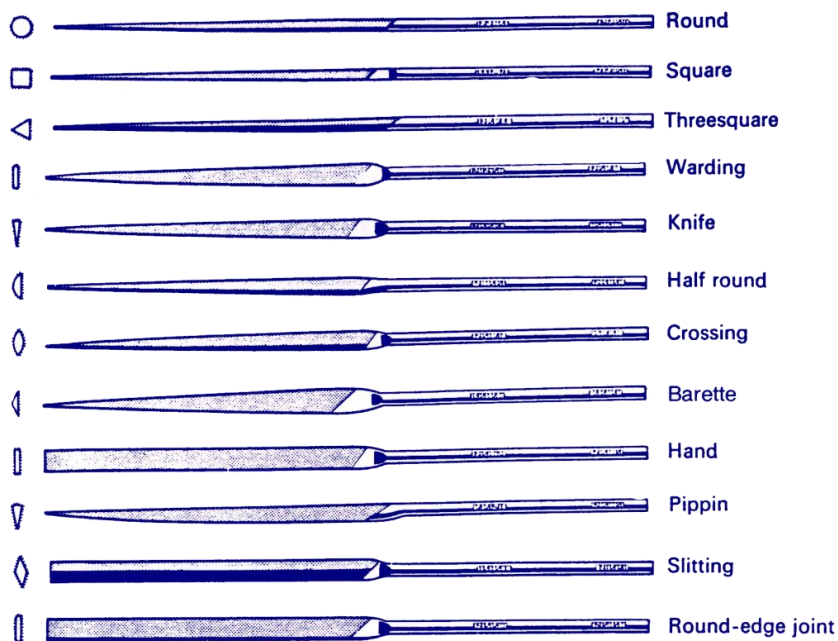 Round
Square
Threesquare
Warding
Knife
Half round
Crossing
Barette
Hand
Pippin
Slitting
Round-edge joint